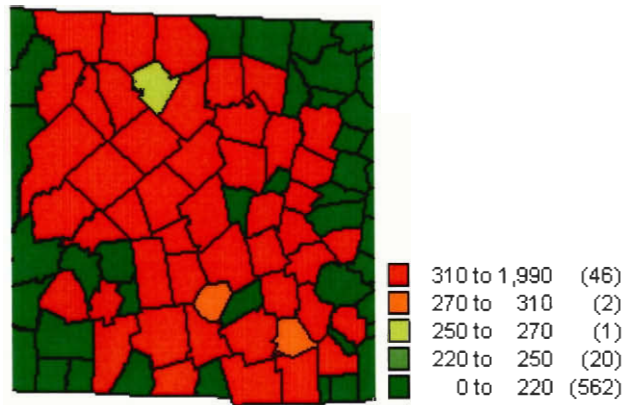 310 to 1,990 (46)
270 to 310 (2)
250 to 270 (1)
220 to 250 (20)
0 to 220 (562)